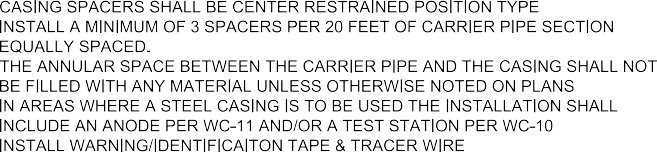 CASING SPACERS SHALL BE CENTER RESTRAINED POSITION TYPE
INSTALL A MINIMUM OF 3 SPACERS PER 20 FEET OF CARRIER PIPE SECTION
EQUALLY SPACED.
THE ANNULAR SPACE BETWEEN THE CARRIER PIPE AND THE CASING SHALL NOT
BE FILLED WITH ANY MATERIAL UNLESS OTHERWISE NOTED ON PLANS
IN AREAS WHERE A STEEL CASING IS TO BE USED THE INSTALLATION SHALL
INCLUDE AN ANODE PER WC-11 AND/OR A TEST STATION PER WC-10
INSTALL WARNING/IDENTIFICAITON TAPE & TRACER WIRE